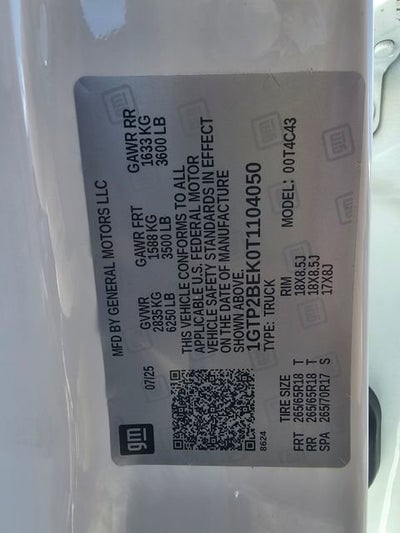 gm
MFD BY GENERAL MOTORS LLC
07/25
GVWR GAWR FRT GAWR RR
2835 KG 1588 KG 1633 KG
6250 LB 3500 LB 3600 LB
THIS VEHICLE CONFORMS TO ALL
APPLICABLE U.S. FEDERAL MOTOR
VEHICLE SAFETY STANDARDS IN EFFECT
ON THE DATE OF MANUFACTURE
SHOWN ABOVE.
1GTP2BEK0T1104050
TYPE: TRUCK MODEL: 00T4C43
8624
TIRE SIZE RIM
FRT 265/65R18 T 18X8.5J
RR 265/65R18 T 18X8.5J
SPA 265/70R17 S 17X8J